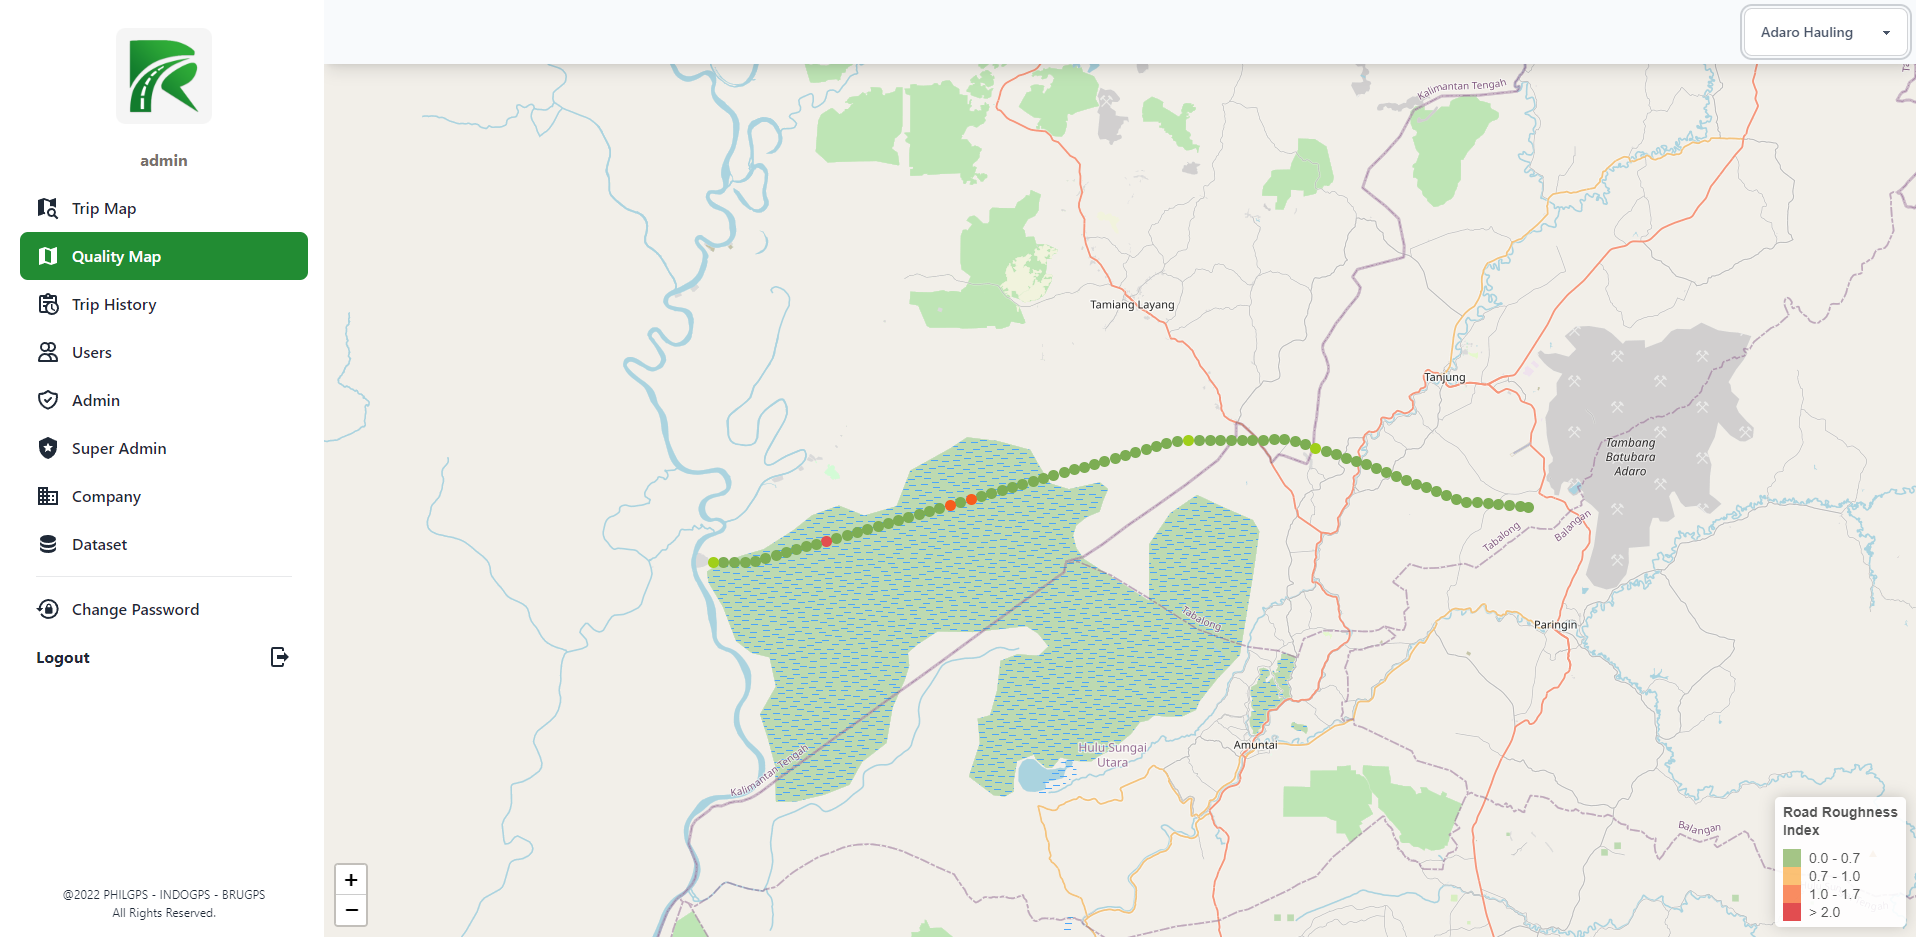 Adaro Hauling
admin
Trip Map
Quality Map
Trip History
Users
Admin
Super Admin
Company
Dataset
Change Password
Logout
@2022 PHILGPS - INDOGPS - BRUGPS
All Rights Reserved.
Kalimantan Tengah
Tamiang Layang
Tanjung
Tambang
Batubara
Adaro
Tabalong
Balangan
Tabalong
Paringin
Amuntai
Hulu Sungai
Utara
Kalimantan Tengah
Balangan
+
−
Road Roughness
Index
0.0 - 0.7
0.7 - 1.0
1.0 - 1.7
> 2.0